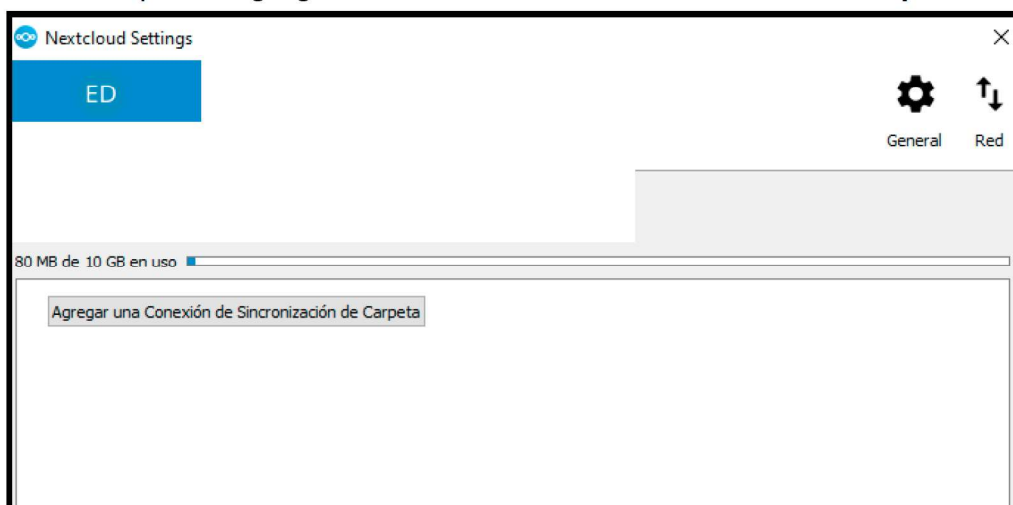 Nextcloud Settings
ED
General Red
80 MB de 10 GB en uso
Agregar una Conexión de Sincronización de Carpeta